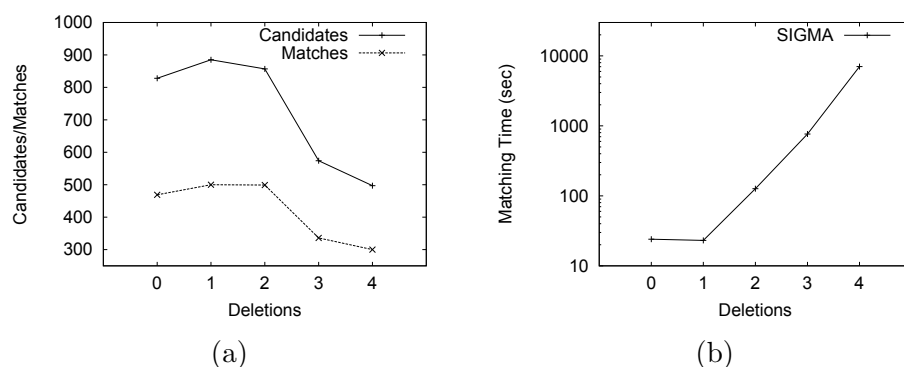 1000
900
800
700
600
500
400
300
Candidates/Matches
Candidates
Matches
0 1 2 3 4
Deletions
(a)
10000
1000
100
10
Matching Time (sec)
SIGMA
0 1 2 3 4
Deletions
(b)